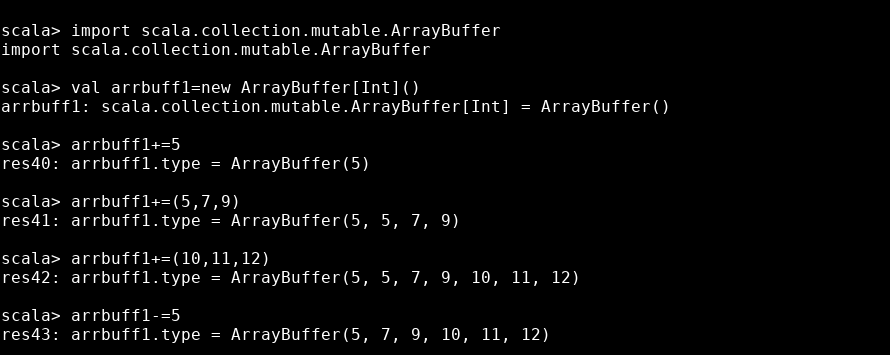 scala> import scala.collection.mutable.ArrayBuffer
import scala.collection.mutable.ArrayBuffer
scala> val arrbuff1=new ArrayBuffer[Int]()
arrbuff1: scala.collection.mutable.ArrayBuffer[Int] = ArrayBuffer()
scala> arrbuff1+=5
res40: arrbuff1.type = ArrayBuffer(5)
scala> arrbuff1+=(5,7,9)
res41: arrbuff1.type = ArrayBuffer(5, 5, 7, 9)
scala> arrbuff1+=(10,11,12)
res42: arrbuff1.type = ArrayBuffer(5, 5, 7, 9, 10, 11, 12)
scala> arrbuff1-=5
res43: arrbuff1.type = ArrayBuffer(5, 7, 9, 10, 11, 12)